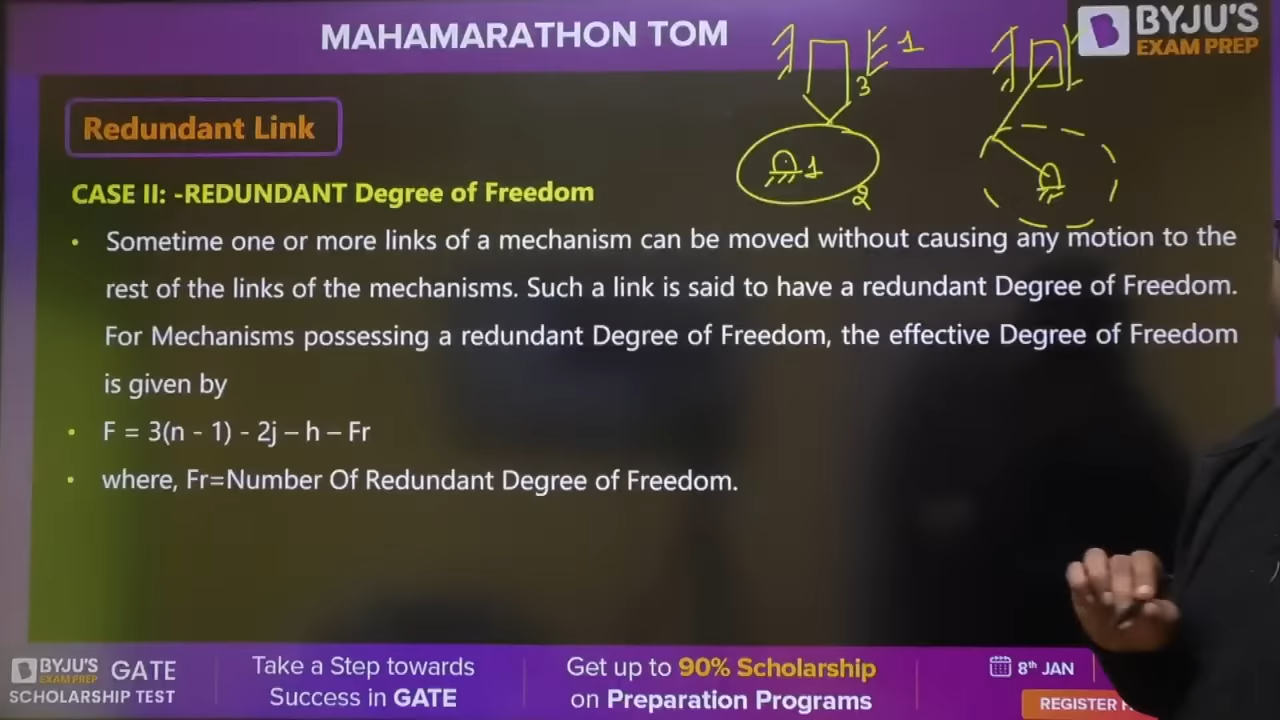 MAHAMARATHON TOM
BYJU'S
EXAM PREP
1
3
1
2
Redundant Link
CASE II: -REDUNDANT Degree of Freedom
• Sometime one or more links of a mechanism can be moved without causing any motion to the
rest of the links of the mechanisms. Such a link is said to have a redundant Degree of Freedom.
For Mechanisms possessing a redundant Degree of Freedom, the effective Degree of Freedom
is given by
• F = 3(n - 1) - 2j – h – Fr
• where, Fr=Number Of Redundant Degree of Freedom.
BYJU'S
EXAM PREP
GATE
SCHOLARSHIP TEST
Take a Step towards
Success in GATE
Get up to 90% Scholarship
on Preparation Programs
8th JAN
REGISTER